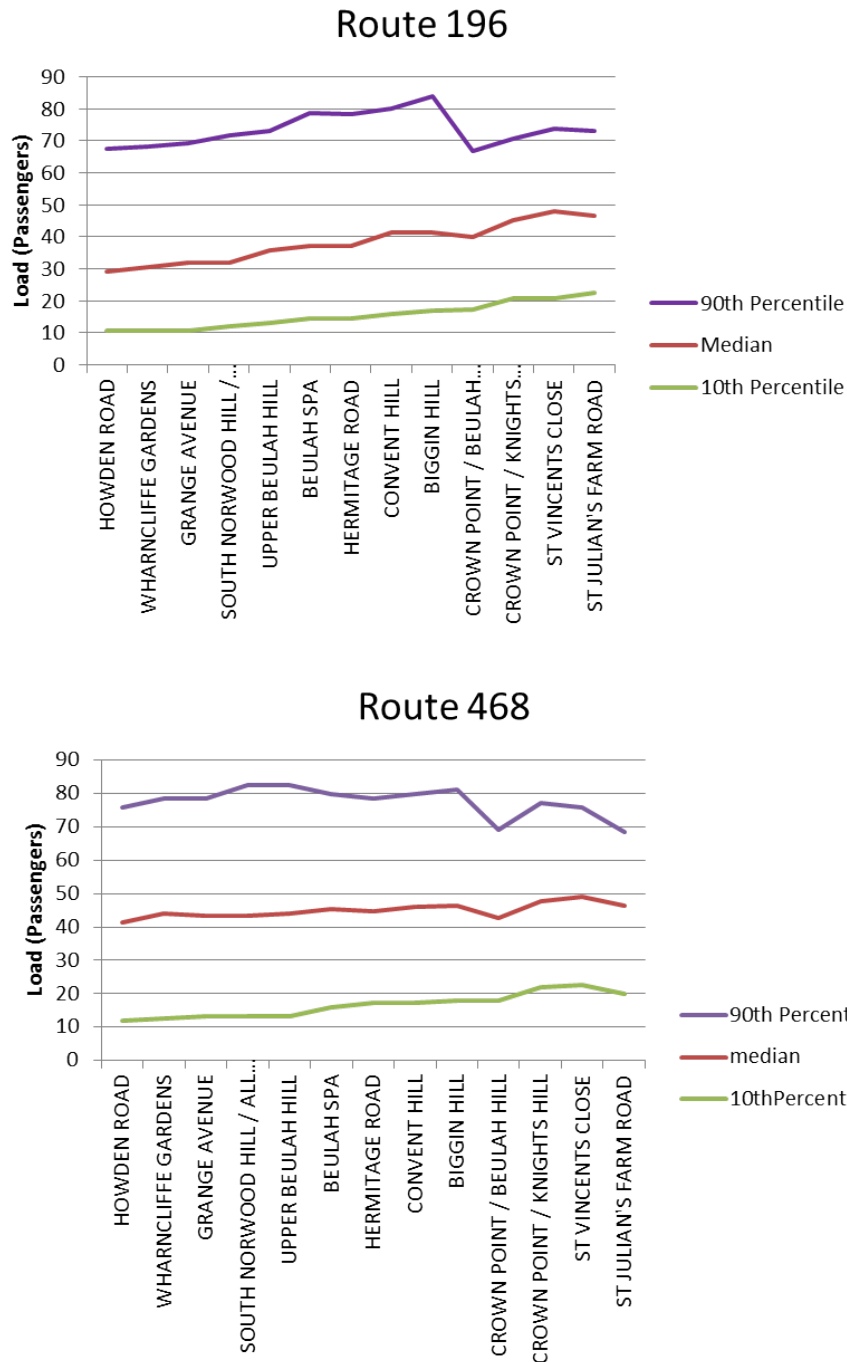 Route 196
90
80
70
60
50
40
30
20
10
0
Load (Passengers)
HOWDEN ROAD
WHARNCLIFFE GARDENS
GRANGE AVENUE
SOUTH NORWOOD HILL /…
UPPER BEULAH HILL
BEULAH SPA
HERMITAGE ROAD
CONVENT HILL
BIGGIN HILL
CROWN POINT / BEULAH…
CROWN POINT / KNIGHTS…
ST VINCENTS CLOSE
ST JULIAN'S FARM ROAD
90th Percentile
Median
10th Percentile
Route 468
90
80
70
60
50
40
30
20
10
0
Load (Passengers)
HOWDEN ROAD
WHARNCLIFFE GARDENS
GRANGE AVENUE
SOUTH NORWOOD HILL / ALL…
UPPER BEULAH HILL
BEULAH SPA
HERMITAGE ROAD
CONVENT HILL
BIGGIN HILL
CROWN POINT / BEULAH HILL
CROWN POINT / KNIGHTS HILL
ST VINCENTS CLOSE
ST JULIAN'S FARM ROAD
90th Percent
median
10thPercent